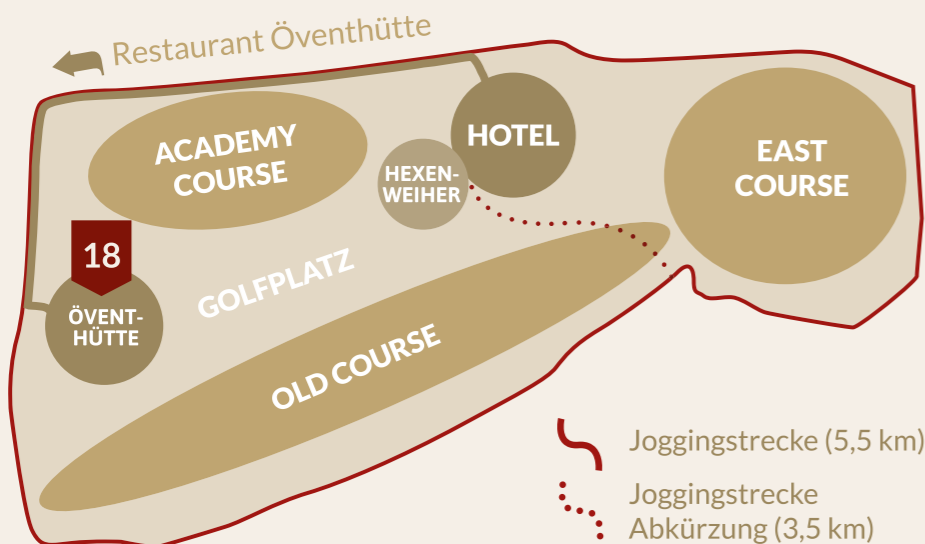 Restaurant Öventhütte
ACADEMY
COURSE
HOTEL
HEXEN-
WEIHER
EAST
COURSE
18
ÖVENT-
HÜTTE
GOLFPLATZ
OLD COURSE
Joggingstrecke (5,5 km)
Joggingstrecke
Abkürzung (3,5 km)